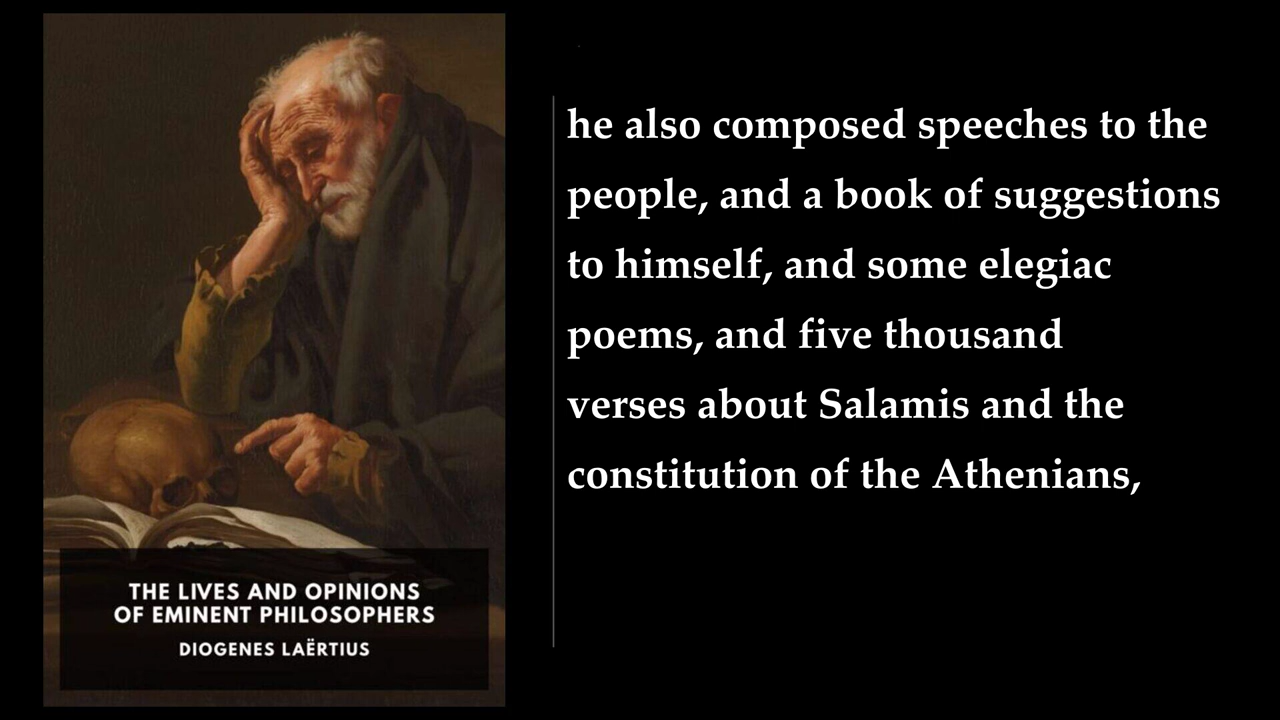 he also composed speeches to the
people, and a book of suggestions
to himself, and some elegiac
poems, and five thousand
verses about Salamis and the
constitution of the Athenians,
THE LIVES AND OPINIONS
OF EMINENT PHILOSOPHERS
DIOGENES LAËRTIUS